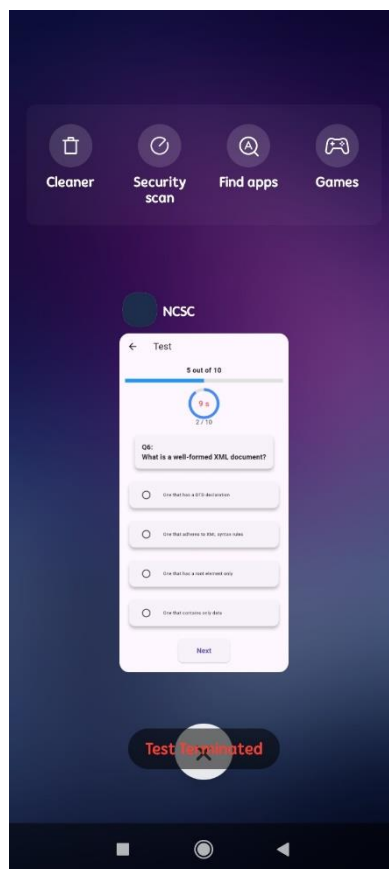 Cleaner
Security scan
Find apps
Games
NCSC
Test
5 out of 10
9 s
2 / 10
Q6:
What is a well-formed XML document?
One that has a DTD declaration
One that adheres to XML syntax rules
One that has a root element only
One that contains only data
Next
Test Terminated